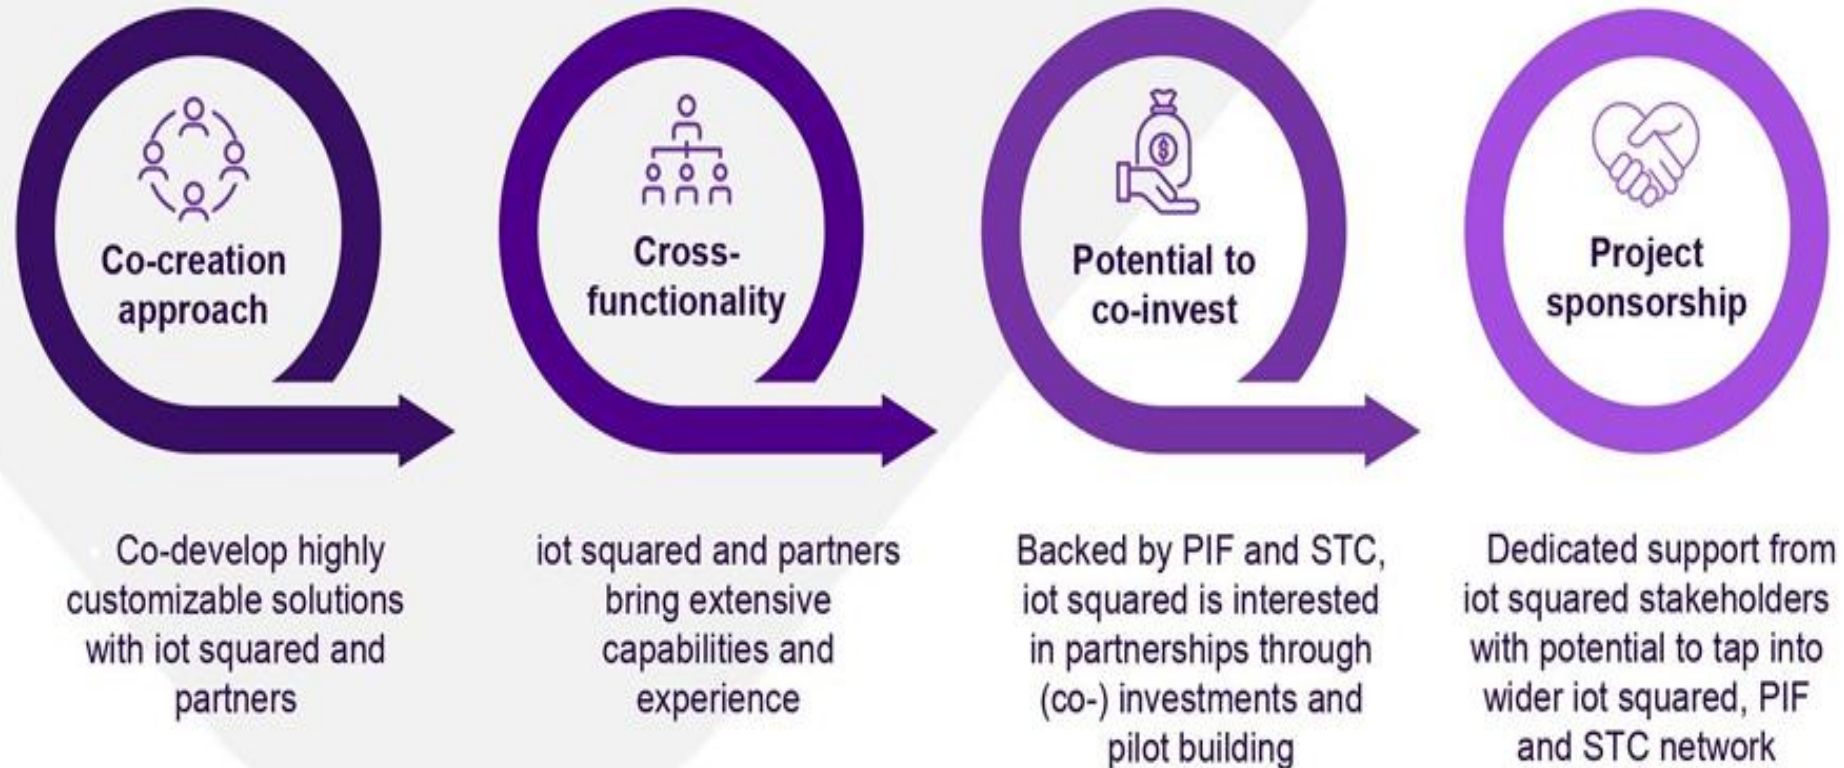 Co-creation
approach
Cross-
functionality
Potential to
co-invest
Project
sponsorship
Co-develop highly
customizable solutions
with iot squared and
partners
iot squared and partners
bring extensive
capabilities and
experience
Backed by PIF and STC,
iot squared is interested
in partnerships through
(co-) investments and
pilot building
Dedicated support from
iot squared stakeholders
with potential to tap into
wider iot squared, PIF
and STC network